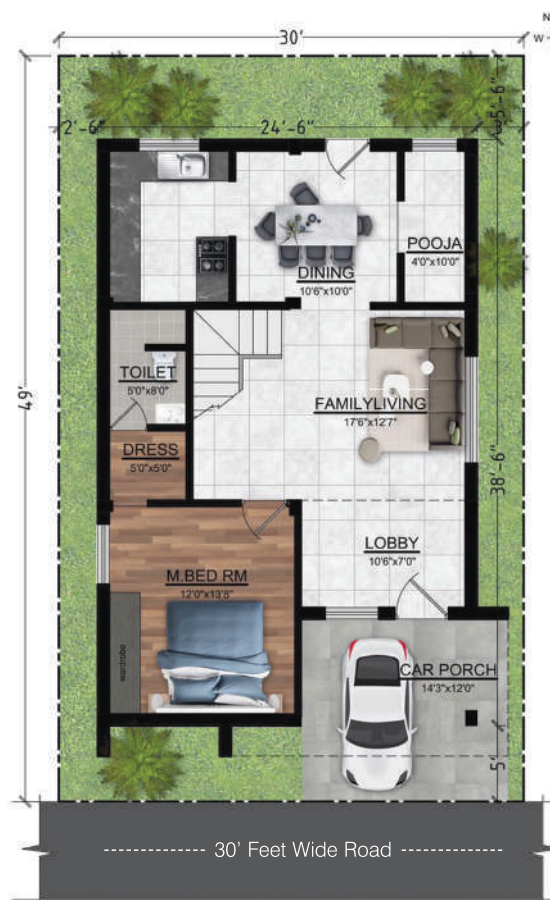 N
30'
W
5'-6"
2'-6"
24'-6"
POOJA
4'0"x10'0"
DINING
10'6"x10'0"
TOILET
5'0"x8'0"
49'
FAMILYLIVING
17'6"x12'7"
DRESS
5'0"x5'0"
38'-6"
LOBBY
10'6"x7'0"
M.BED RM
12'0"x13'8"
wardrobe
CAR PORCH
14'3"x12'0"
5'
30' Feet Wide Road